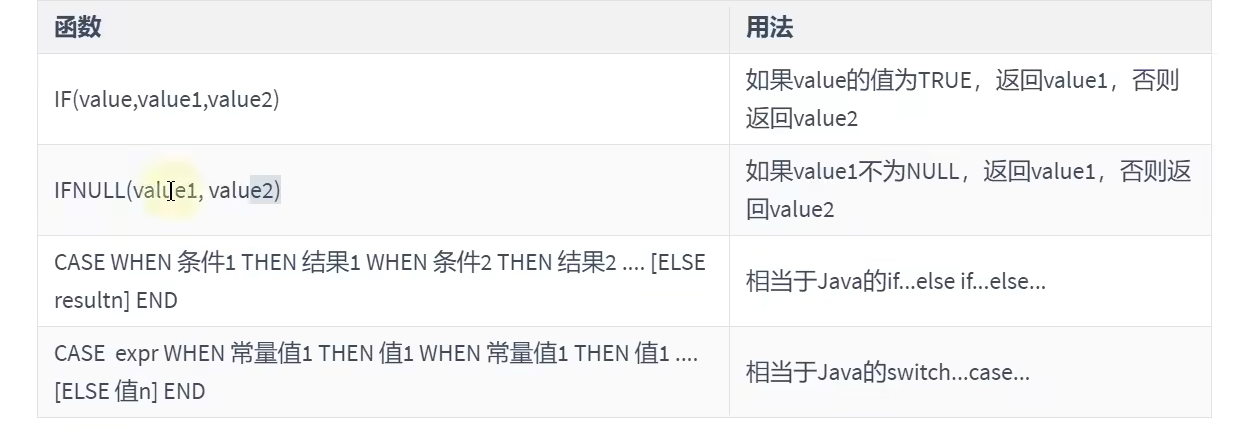 函数
用法
IF(value,value1,value2)
如果value的值为TRUE，返回value1，否则
返回value2
IFNULL(value1, value2)
如果value1不为NULL，返回value1，否则返
回value2
CASE WHEN 条件1 THEN 结果1 WHEN 条件2 THEN 结果2 .... [ELSE
resultn] END
相当于Java的if...else if...else...
CASE  expr WHEN 常量值1 THEN 值1 WHEN 常量值1 THEN 值1 ....
[ELSE 值n] END
相当于Java的switch...case...